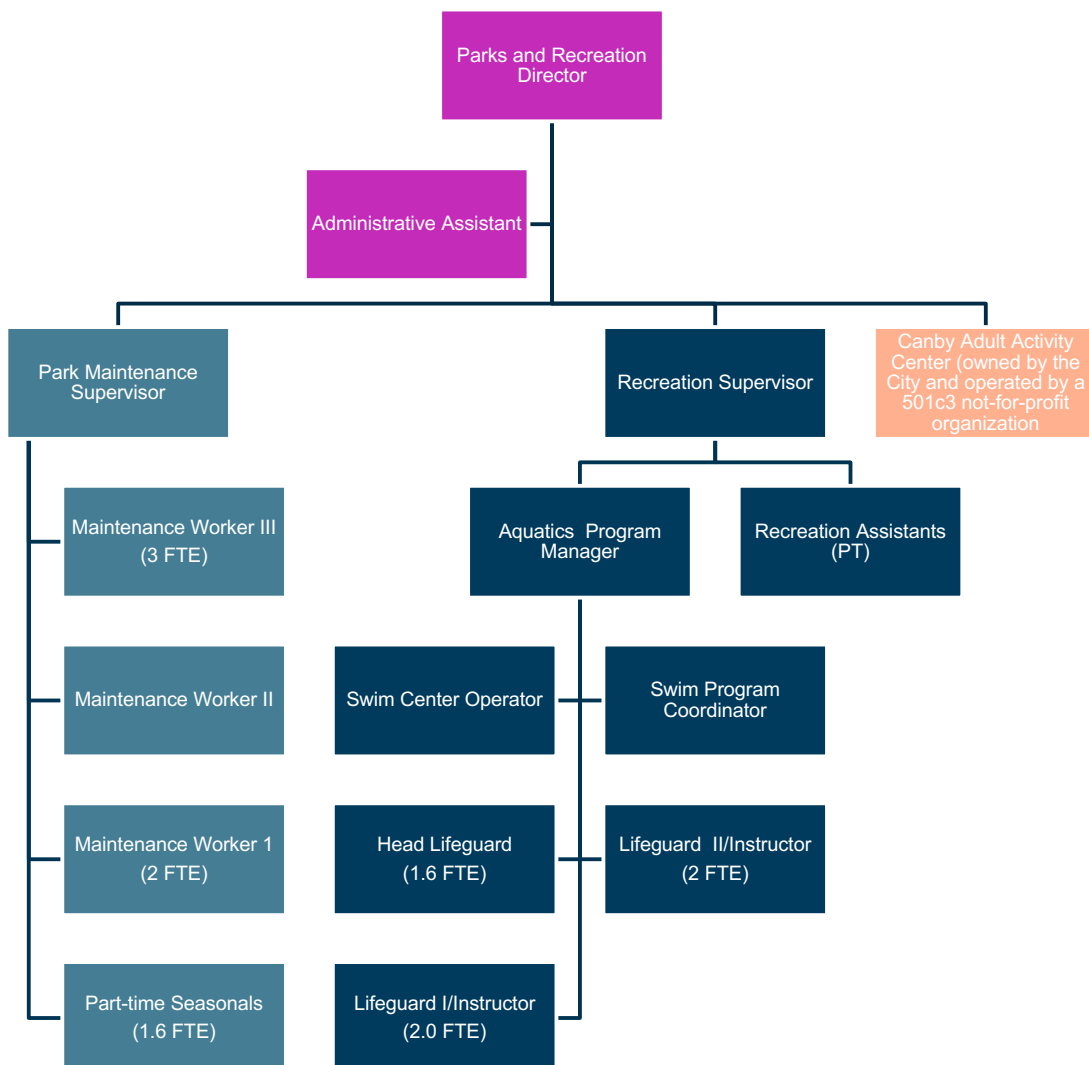 Parks and Recreation
Director
Administrative Assistant
Park Maintenance
Supervisor
Recreation Supervisor
Canby Adult Activity
Center (owned by the
City and operated by a
501c3 not-for-profit
organization
Maintenance Worker III
(3 FTE)
Aquatics Program
Manager
Recreation Assistants
(PT)
Maintenance Worker II
Swim Center Operator
Swim Program
Coordinator
Maintenance Worker 1
(2 FTE)
Head Lifeguard
(1.6 FTE)
Lifeguard II/Instructor
(2 FTE)
Part-time Seasonals
(1.6 FTE)
Lifeguard I/Instructor
(2.0 FTE)